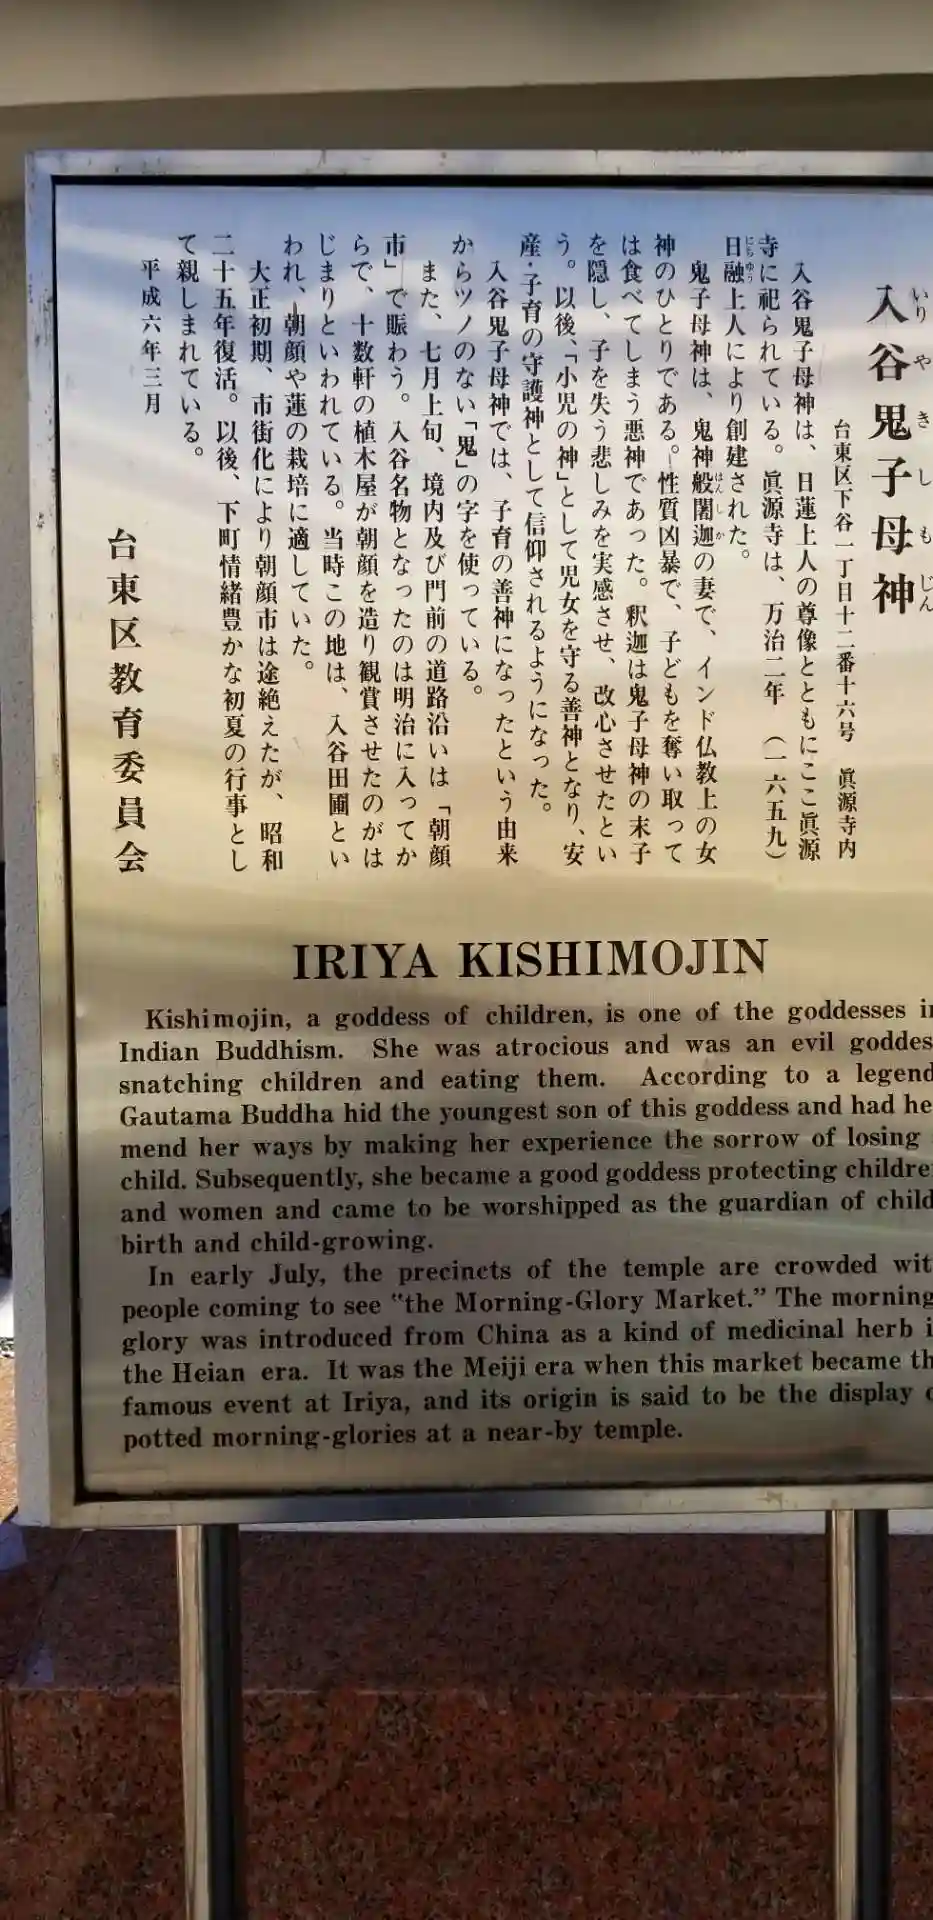 入谷鬼子母神
いりやきしもじん
台東区下谷一丁目十二番十六号 眞源寺内
入谷鬼子母神は、日蓮上人の尊像とともにここ眞源
寺に祀られている。眞源寺は、万治二年(一六五九)
日融上人により創建された。
にちゆう
鬼子母神は、鬼神般闍迦の妻で、インド仏教上の女
はんしか
神のひとりである。性質凶暴で、子どもを奪い取って
は食べてしまう悪神であった。釈迦は鬼子母神の末子
を隠し、子を失う悲しみを実感させ、改心させたとい
う。以後、「小児の神」として児女を守る善神となり、安
産・子育の守護神として信仰されるようになった。
入谷鬼子母神では、子育の善神になったという由来
からツノのない「鬼」の字を使っている。
また、七月上旬、境内及び門前の道路沿いは「朝顔
市」で賑わう。入谷名物となったのは明治に入ってか
らで、十数軒の植木屋が朝顔を造り観賞させたのがは
じまりといわれている。当時この地は、入谷田圃とい
われ、朝顔や蓮の栽培に適していた。
大正初期、市街化により朝顔市は途絶えたが、昭和
二十五年復活。以後、下町情緒豊かな初夏の行事とし
て親しまれている。
平成六年三月
台東区教育委員会
IRIYA KISHIMOJIN
Kishimojin, a goddess of children, is one of the goddesses in
Indian Buddhism. She was atrocious and was an evil goddes
snatching children and eating them. According to a legend
Gautama Buddha hid the youngest son of this goddess and had he
mend her ways by making her experience the sorrow of losing
child. Subsequently, she became a good goddess protecting childre
and women and came to be worshipped as the guardian of child
birth and child-growing.
In early July, the precincts of the temple are crowded wit
people coming to see "the Morning-Glory Market." The morning
glory was introduced from China as a kind of medicinal herb i
the Heian era. It was the Meiji era when this market became th
famous event at Iriya, and its origin is said to be the display o
potted morning-glories at a near-by temple.